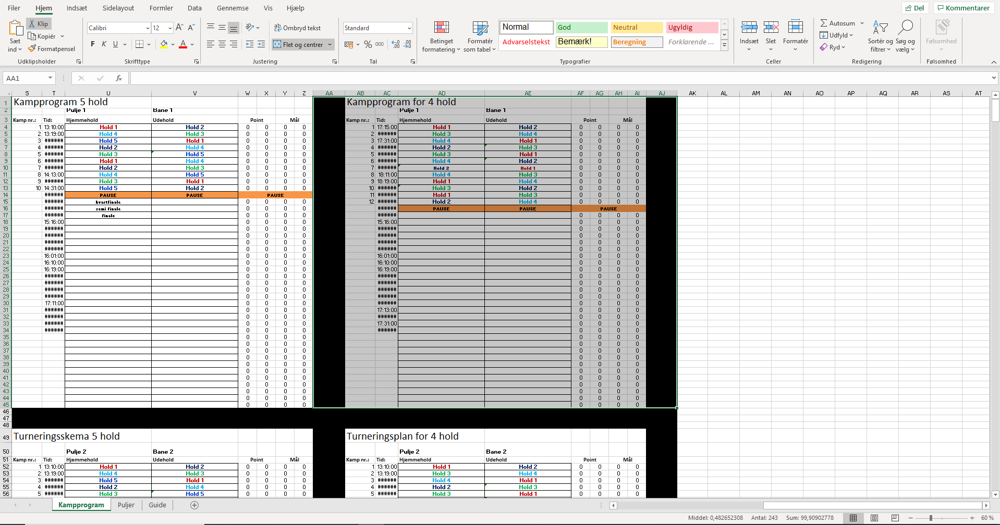 Filer Hjem Indsæt Sidelayout Formler Data Gennemse Vis Hjælp Del Kommentarer
Sæt ind Klip Kopiér Formatpensel
Calibri 12 F K U
Ombryd tekst Flet og centrer
Standard % 000
Betinget formatering Formatér som tabel
Normal God Neutral Ugyldig
Advarselstekst Bemærk! Beregning Forklarende ...
Indsæt Slet Formatér
Autosum Udfyld Ryd Sortér og filtrer Søg og vælg Følsomhed
Udklipsholder Skrifttype Justering Tal Typografier Celler Redigering Følsomhed
AA1 fx
S T U V W X Y Z AA AB AC AD AE AF AG AH AI AJ AK AL AM AN AO AP AQ AR AS AT
1 Kampprogram 5 hold Kampprogram for 4 hold
2 Pulje 1 Bane 1 Pulje 1 Bane 1
3 Kamp nr.: Tid: Hjemmehold Udehold Point Mål Kamp nr.: Tid: Hjemmehold Udehold Point Mål
4 1 13:10:00 Hold 1 Hold 2 0 0 0 0 1 17:15:00 Hold 1 Hold 2 0 0 0 0
5 2 13:19:00 Hold 4 Hold 3 0 0 0 0 2 ###### Hold 3 Hold 4 0 0 0 0
6 3 ###### Hold 5 Hold 1 0 0 0 0 3 17:31:00 Hold 4 Hold 1 0 0 0 0
7 4 ###### Hold 2 Hold 4 0 0 0 0 4 ###### Hold 2 Hold 3 0 0 0 0
8 5 ###### Hold 3 Hold 5 0 0 0 0 5 ###### Hold 3 Hold 1 0 0 0 0
9 6 ###### Hold 1 Hold 4 0 0 0 0 6 ###### Hold 4 Hold 2 0 0 0 0
10 7 ###### Hold 2 Hold 3 0 0 0 0 7 ###### Hold 2 Hold 1 0 0 0 0
11 8 14:13:00 Hold 4 Hold 5 0 0 0 0 8 18:11:00 Hold 4 Hold 3 0 0 0 0
12 9 ###### Hold 3 Hold 1 0 0 0 0 9 18:19:00 Hold 1 Hold 4 0 0 0 0
13 10 14:31:00 Hold 5 Hold 2 0 0 0 0 10 ###### Hold 3 Hold 2 0 0 0 0
14 ###### PAUSE PAUSE PAUSE 11 ###### Hold 1 Hold 3 0 0 0 0
15 ###### kvartfinale 0 0 0 0 12 ###### Hold 2 Hold 4 0 0 0 0
16 ###### semi finale 0 0 0 0 ###### PAUSE PAUSE PAUSE
17 ###### finale 0 0 0 0 ###### 0 0 0 0
18 15:16:00 0 0 0 0 15:16:00 0 0 0 0
19 ###### 0 0 0 0 ###### 0 0 0 0
20 ###### 0 0 0 0 ###### 0 0 0 0
21 ###### 0 0 0 0 ###### 0 0 0 0
22 ###### 0 0 0 0 ###### 0 0 0 0
23 16:01:00 0 0 0 0 16:01:00 0 0 0 0
24 16:10:00 0 0 0 0 16:10:00 0 0 0 0
25 16:19:00 0 0 0 0 16:19:00 0 0 0 0
26 ###### 0 0 0 0 ###### 0 0 0 0
27 ###### 0 0 0 0 ###### 0 0 0 0
28 ###### 0 0 0 0 ###### 0 0 0 0
29 ###### 0 0 0 0 ###### 0 0 0 0
30 17:11:00 0 0 0 0 ###### 0 0 0 0
31 ###### 0 0 0 0 17:13:00 0 0 0 0
32 ###### 0 0 0 0 ###### 0 0 0 0
33 ###### 0 0 0 0 17:31:00 0 0 0 0
34 ###### 0 0 0 0 ###### 0 0 0 0
35 0 0 0 0 0 0 0 0
36 0 0 0 0 0 0 0 0
37 0 0 0 0 0 0 0 0
38 0 0 0 0 0 0 0 0
39 0 0 0 0 0 0 0 0
40 0 0 0 0 0 0 0 0
41 0 0 0 0 0 0 0 0
42 0 0 0 0 0 0 0 0
43 0 0 0 0 0 0 0 0
44 0 0 0 0 0 0 0 0
45 0 0 0 0 0 0 0 0
46
47
48
49 Turneringsskema 5 hold Turneringsplan for 4 hold
50 Pulje 2 Bane 2 Pulje 2 Bane 2
51 Kamp nr.: Tid: Hjemmehold Udehold Point Mål Kamp nr.: Tid: Hjemmehold Udehold Point Mål
52 1 13:10:00 Hold 1 Hold 2 0 0 0 0 1 13:10:00 Hold 1 Hold 2 0 0 0 0
53 2 13:19:00 Hold 4 Hold 3 0 0 0 0 2 13:19:00 Hold 3 Hold 4 0 0 0 0
54 3 ###### Hold 5 Hold 1 0 0 0 0 3 ###### Hold 4 Hold 1 0 0 0 0
55 4 ###### Hold 2 Hold 4 0 0 0 0 4 ###### Hold 2 Hold 3 0 0 0 0
56 5 ###### Hold 3 Hold 5 0 0 0 0 5 ###### Hold 3 Hold 1 0 0 0 0
Kampprogram Puljer Guide
Middel: 0,482652308 Antal: 243 Sum: 99,90902778 60 %